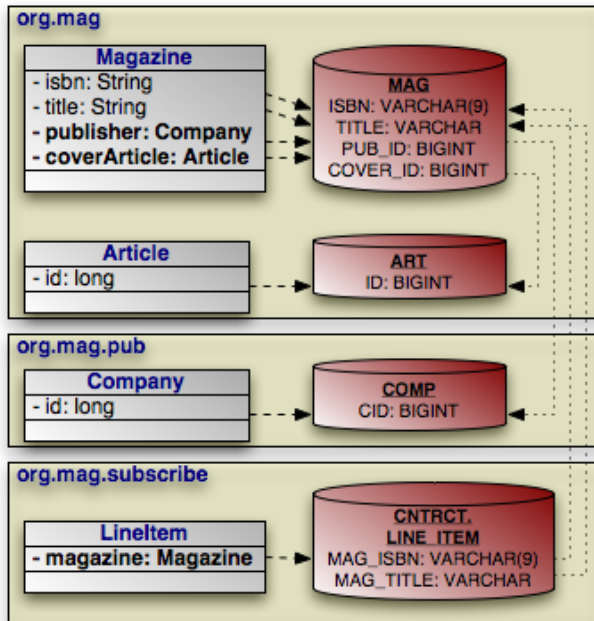 org.mag
Magazine
- isbn: String
- title: String
- publisher: Company
- coverArticle: Article
MAG
ISBN: VARCHAR(9)
TITLE: VARCHAR
PUB_ID: BIGINT
COVER_ID: BIGINT
Article
- id: long
ART
ID: BIGINT
org.mag.pub
Company
- id: long
COMP
CID: BIGINT
org.mag.subscribe
LineItem
- magazine: Magazine
CNTRCT.
LINE_ITEM
MAG_ISBN: VARCHAR(9)
MAG_TITLE: VARCHAR